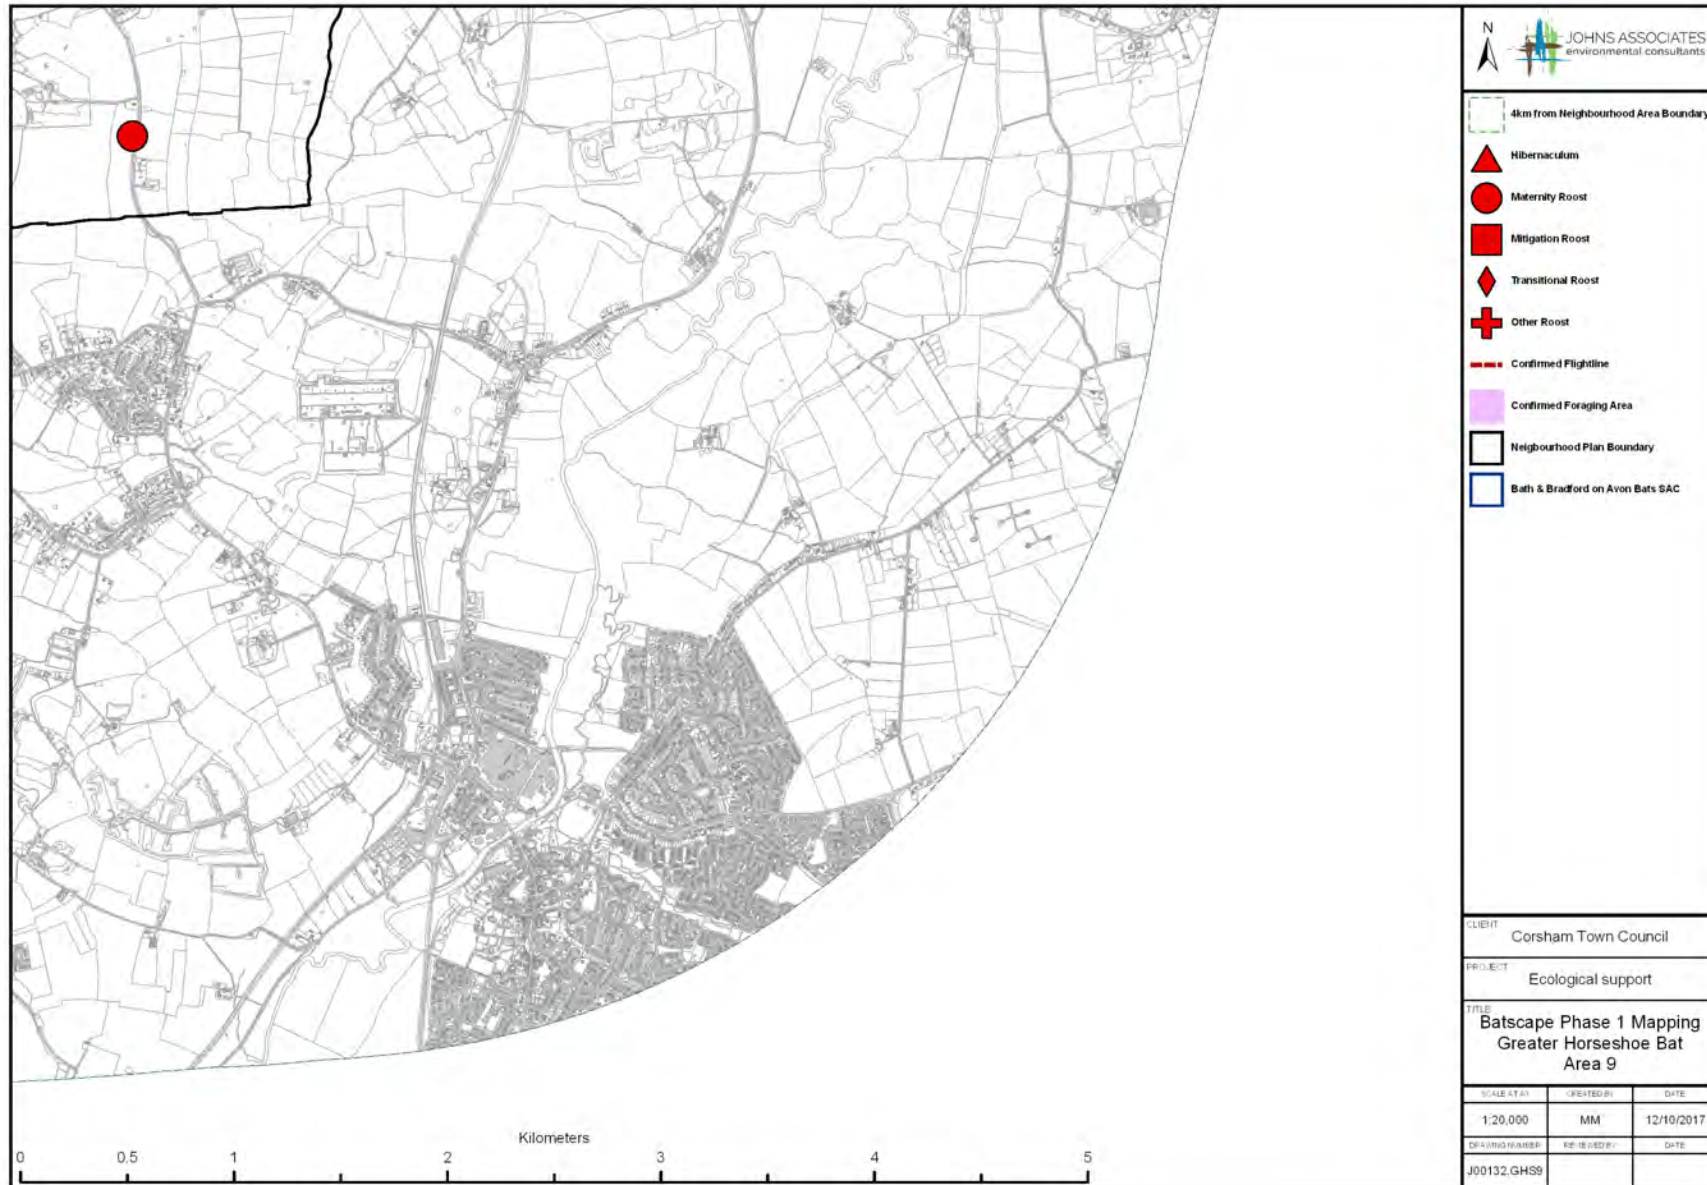 N
JOHNS ASSOCIATES
environmental consultants
4km from Neighbourhood Area Boundary
Hibernaculum
Maternity Roost
Mitigation Roost
Transitional Roost
Other Roost
Confirmed Flightline
Confirmed Foraging Area
Neigbourhood Plan Boundary
Bath & Bradford on Avon Bats SAC
CLIENT
Corsham Town Council
PROJECT
Ecological support
TITLE
Batscape Phase 1 Mapping
Greater Horseshoe Bat
Area 9
SCALE AT A1 CREATED BY DATE
1:20,000 MM 12/10/2017
DRAWING NUMBER REVIEWED BY DATE
J00132.GHS9
Kilometers
0 0.5 1 2 3 4 5